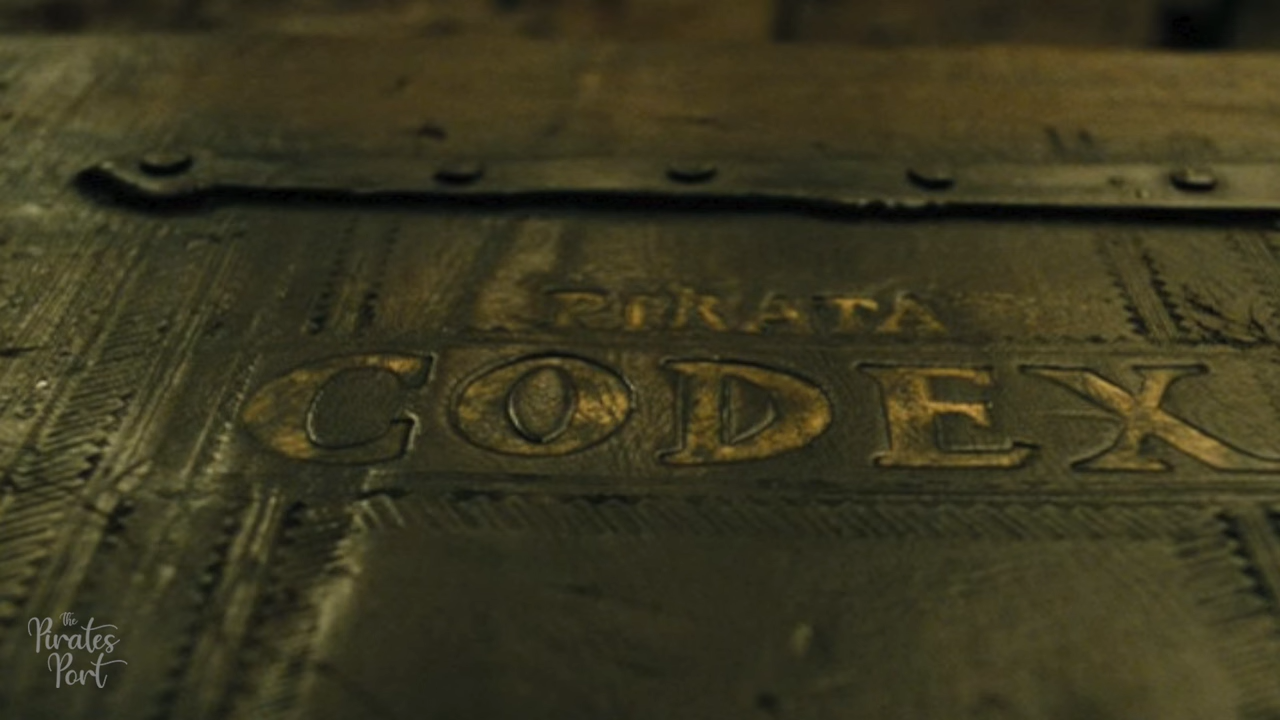 PIRATA
CODEX
the
Pirates
Port